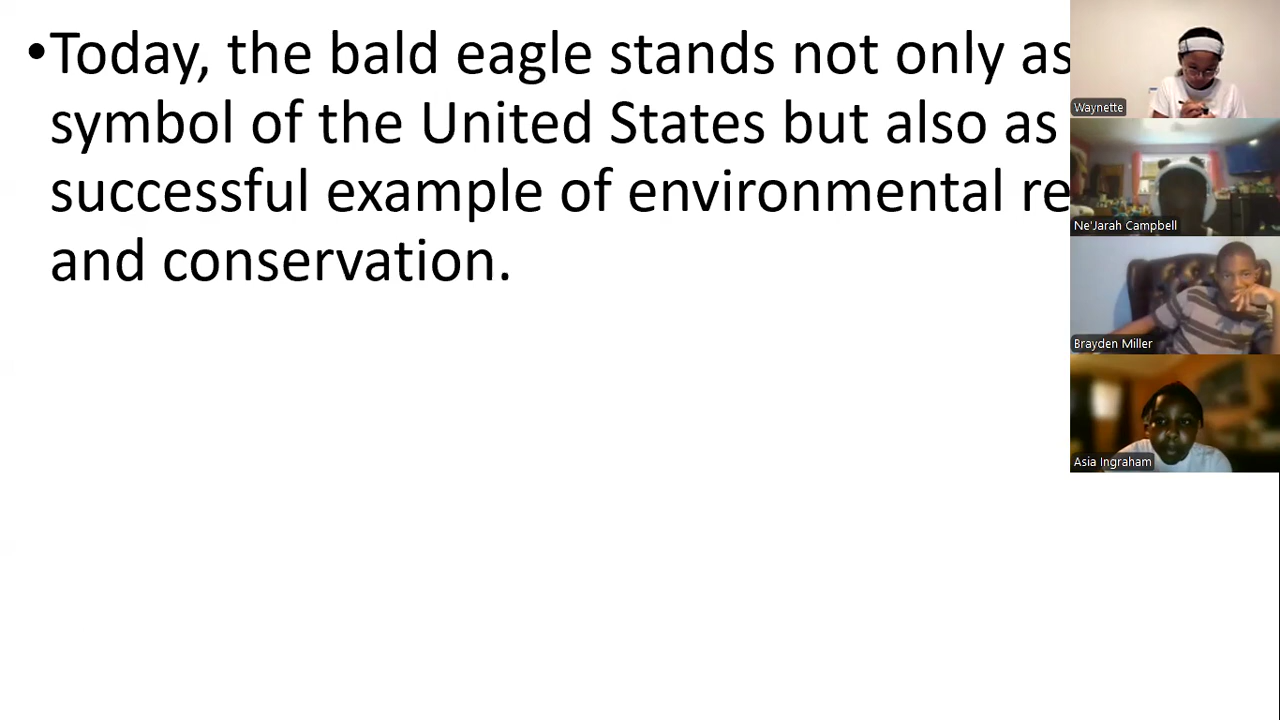 •Today, the bald eagle stands not only as
symbol of the United States but also as
successful example of environmental re
and conservation.
Waynette
Ne'Jarah Campbell
Brayden Miller
Asia Ingraham